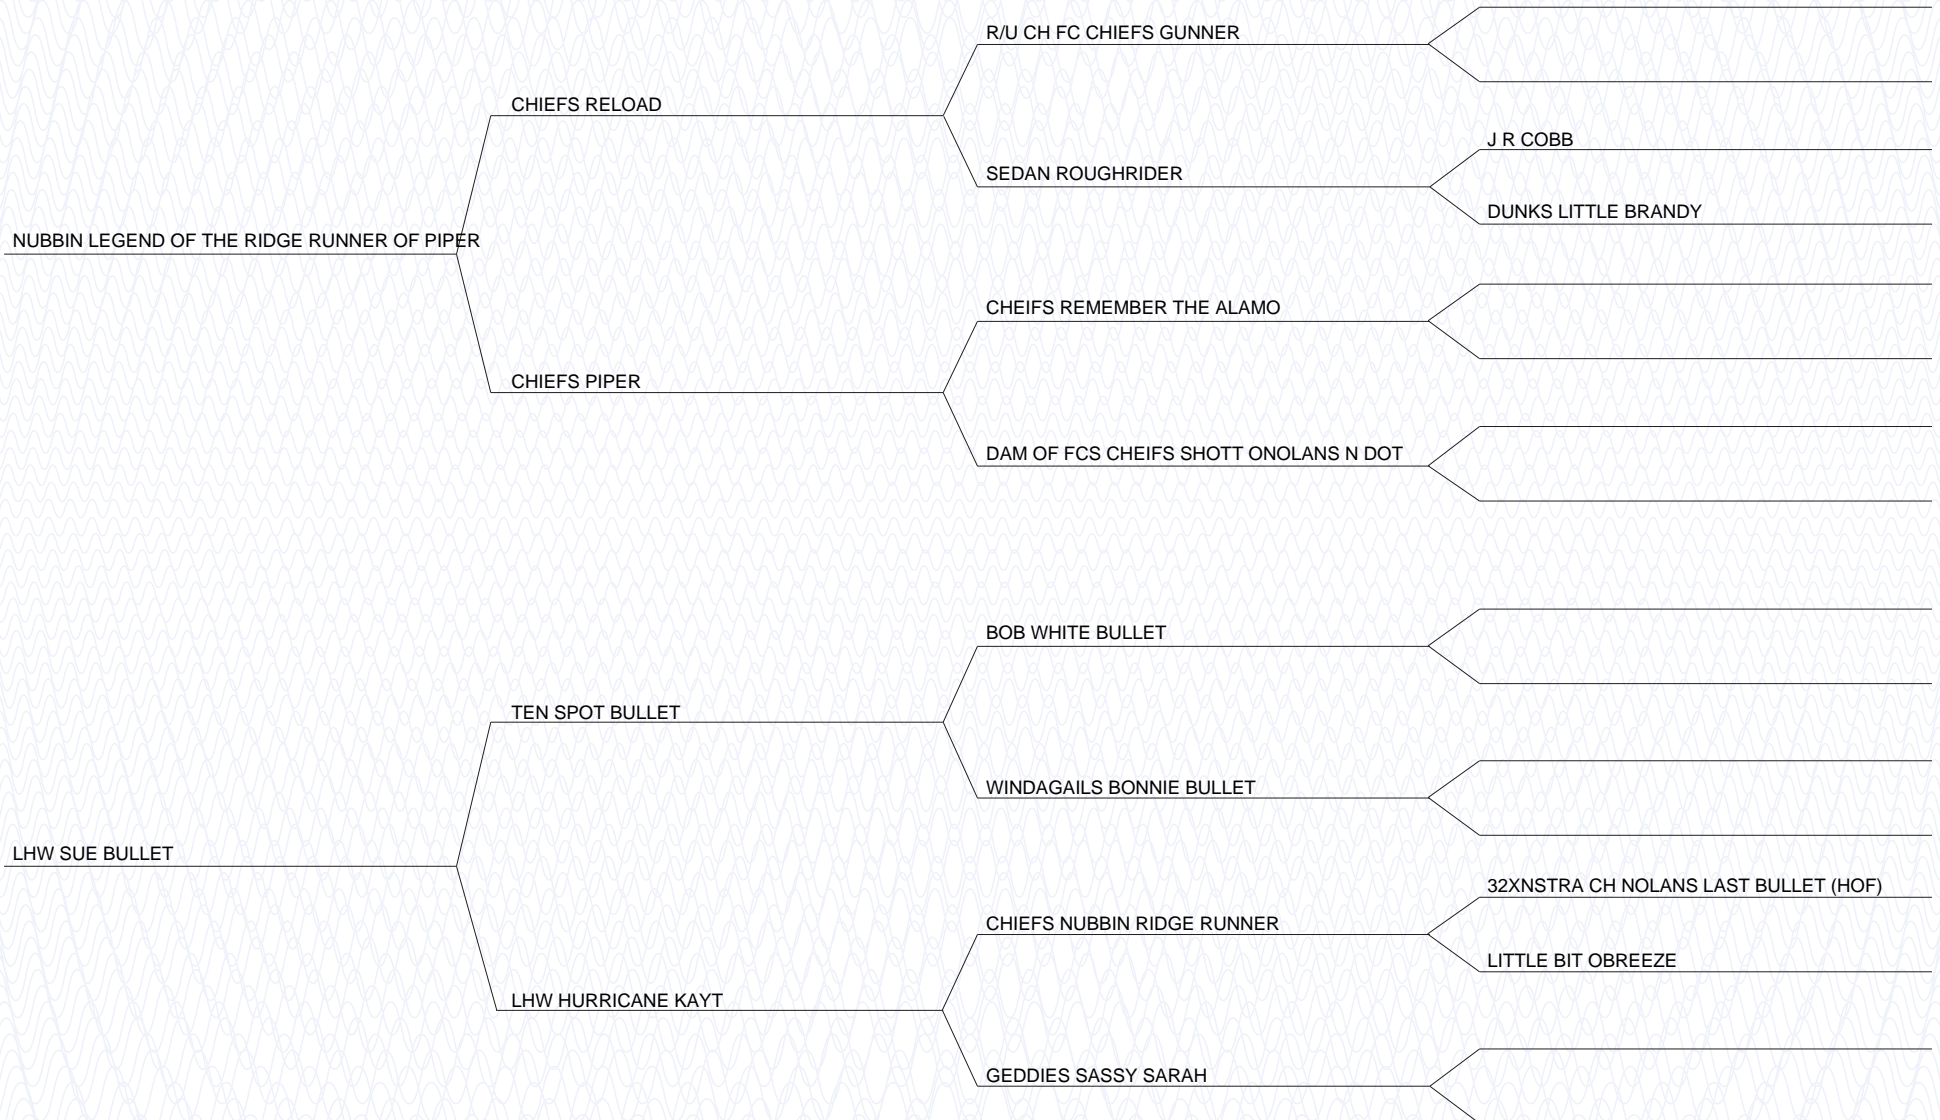 R/U CH FC CHIEFS GUNNER
CHIEFS RELOAD
J R COBB
SEDAN ROUGHRIDER
DUNKS LITTLE BRANDY
NUBBIN LEGEND OF THE RIDGE RUNNER OF PIPER
CHEIFS REMEMBER THE ALAMO
CHIEFS PIPER
DAM OF FCS CHEIFS SHOTT ONOLANS N DOT
BOB WHITE BULLET
TEN SPOT BULLET
WINDAGAILS BONNIE BULLET
LHW SUE BULLET
32XNSTRA CH NOLANS LAST BULLET (HOF)
CHIEFS NUBBIN RIDGE RUNNER
LITTLE BIT OBREEZE
LHW HURRICANE KAYT
GEDDIES SASSY SARAH